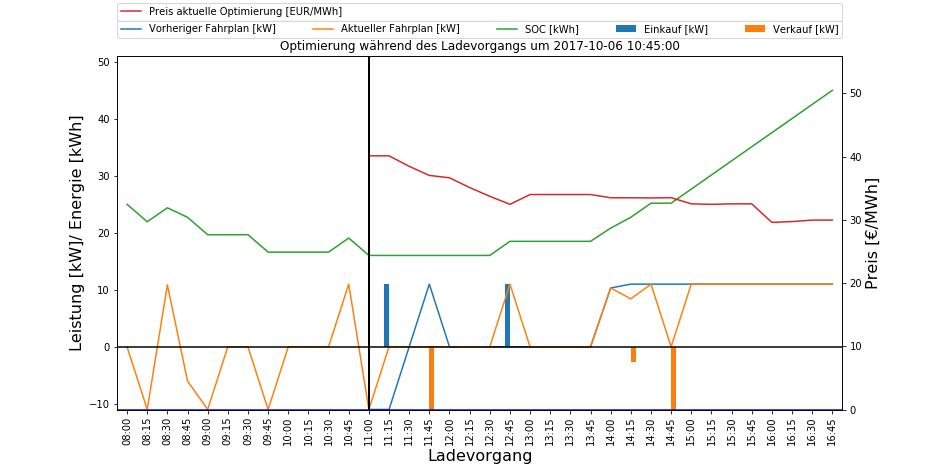 Preis aktuelle Optimierung [EUR/MWh]
Vorheriger Fahrplan [kW] Aktueller Fahrplan [kW] SOC [kWh] Einkauf [kW] Verkauf [kW]
Optimierung während des Ladevorgangs um 2017-10-06 10:45:00
Leistung [kW]/ Energie [kWh]
50
40
30
20
10
0
−10
50
40
30
20
10
0
Preis [€/MWh]
08:00 08:15 08:30 08:45 09:00 09:15 09:30 09:45 10:00 10:15 10:30 10:45 11:00 11:15 11:30 11:45 12:00 12:15 12:30 12:45 13:00 13:15 13:30 13:45 14:00 14:15 14:30 14:45 15:00 15:15 15:30 15:45 16:00 16:15 16:30 16:45
Ladevorgang